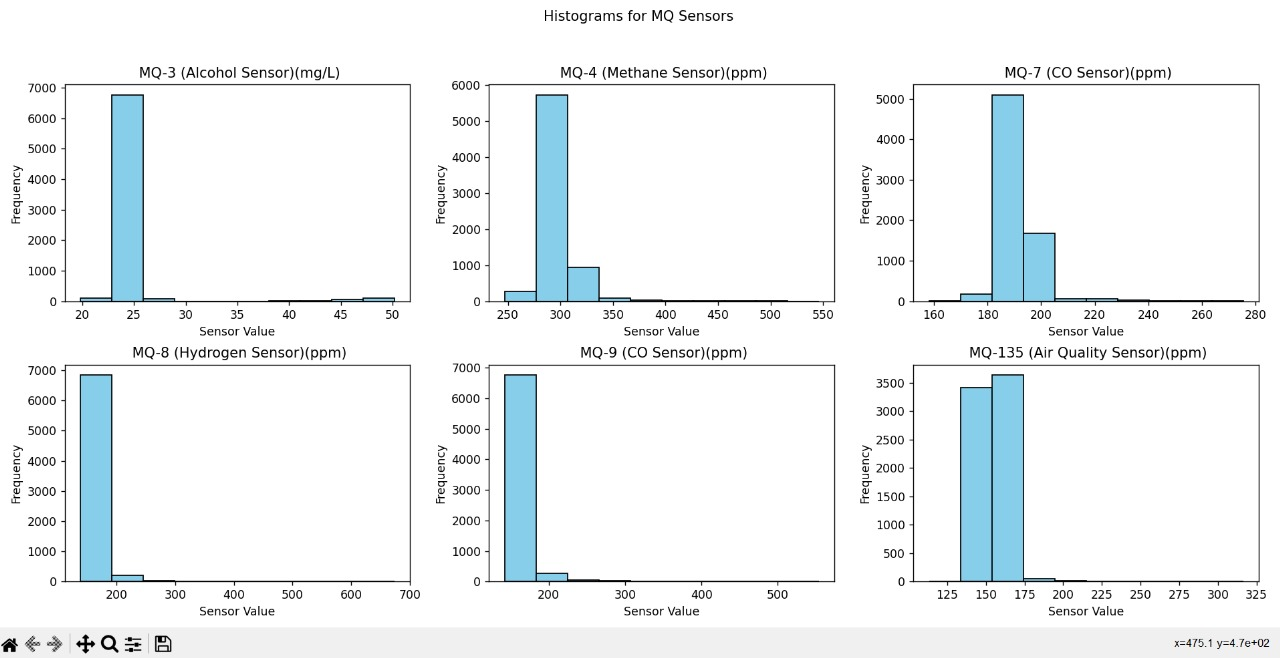 Histograms for MQ Sensors
MQ-3 (Alcohol Sensor)(mg/L)
7000
6000
5000
4000
3000
2000
1000
0
Frequency
20 25 30 35 40 45 50
Sensor Value
MQ-4 (Methane Sensor)(ppm)
6000
5000
4000
3000
2000
1000
0
Frequency
250 300 350 400 450 500 550
Sensor Value
MQ-7 (CO Sensor)(ppm)
5000
4000
3000
2000
1000
0
Frequency
160 180 200 220 240 260 280
Sensor Value
MQ-8 (Hydrogen Sensor)(ppm)
7000
6000
5000
4000
3000
2000
1000
0
Frequency
200 300 400 500 600 700
Sensor Value
MQ-9 (CO Sensor)(ppm)
7000
6000
5000
4000
3000
2000
1000
0
Frequency
200 300 400 500
Sensor Value
MQ-135 (Air Quality Sensor)(ppm)
3500
3000
2500
2000
1500
1000
500
0
Frequency
125 150 175 200 225 250 275 300 325
Sensor Value
x=475.1 y=4.7e+02